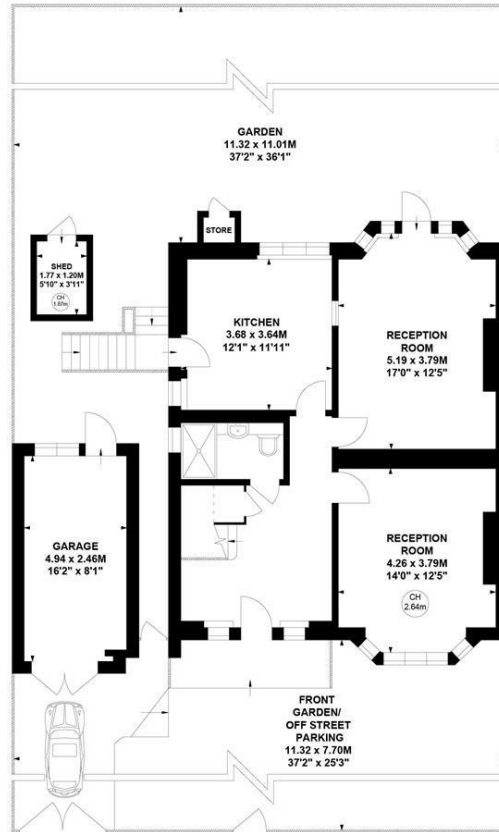 GARDEN
11.32 x 11.01M
37'2" x 36'1"
STORE
SHED
1.77 x 1.20M
5'10" x 3'11"
CH
1.87m
KITCHEN
3.68 x 3.64M
12'1" x 11'11"
RECEPTION
ROOM
5.19 x 3.79M
17'0" x 12'5"
GARAGE
4.94 x 2.46M
16'2" x 8'1"
RECEPTION
ROOM
4.26 x 3.79M
14'0" x 12'5"
CH
2.64m
FRONT
GARDEN/
OFF STREET
PARKING
11.32 x 7.70M
37'2" x 25'3"